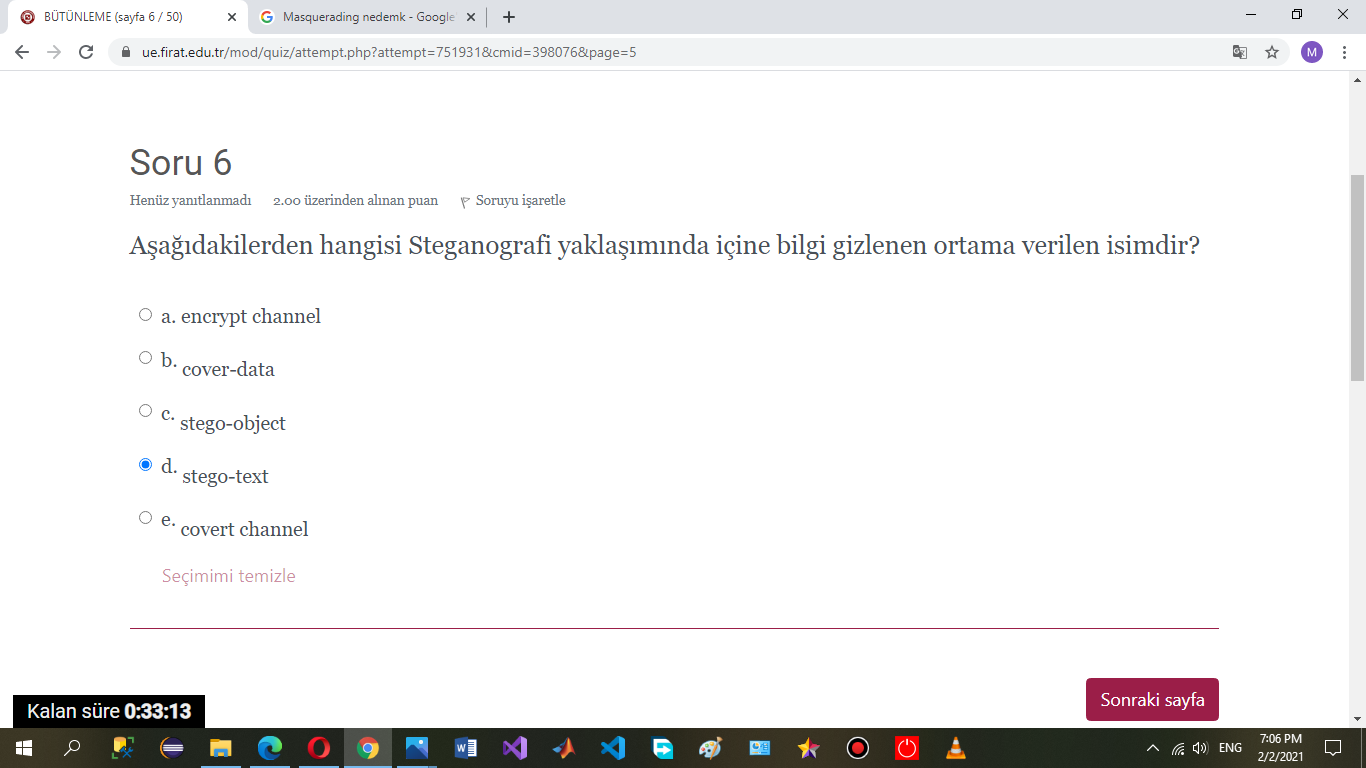 BÜTÜNLEME (sayfa 6 / 50)
Masquerading nedemk - Google
ue.firat.edu.tr/mod/quiz/attempt.php?attempt=751931&cmid=398076&page=5
M
Soru 6
Henüz yanıtlanmadı 2.00 üzerinden alınan puan Soruyu işaretle
Aşağıdakilerden hangisi Steganografi yaklaşımında içine bilgi gizlenen ortama verilen isimdir?
a. encrypt channel
b. cover-data
c. stego-object
d. stego-text
e. covert channel
Seçimimi temizle
Sonraki sayfa
Kalan süre 0:33:13
ENG
7:06 PM
2/2/2021